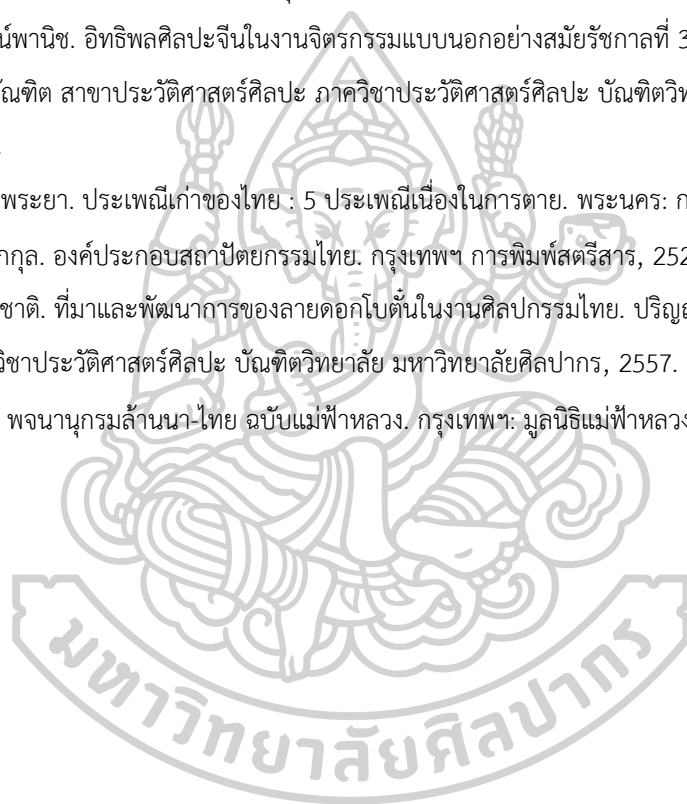 น์พานิช. อิทธิพลศิลปะจีนในงานจิตรกรรมแบบนอกอย่างสมัยรัชกาลที่ 3
ัณฑิต สาขาประวัติศาสตร์ศิลปะ ภาควิชาประวัติศาสตร์ศิลปะ บัณฑิตวิท
พระยา. ประเพณีเก่าของไทย : 5 ประเพณีเนื่องในการตาย. พระนคร: ก
กกุล. องค์ประกอบสถาปัตยกรรมไทย. กรุงเทพฯ การพิมพ์สตรีสาร, 252
ชาติ. ที่มาและพัฒนาการของลายดอกโบตั๋นในงานศิลปกรรมไทย. ปริญญ
วิชาประวัติศาสตร์ศิลปะ บัณฑิตวิทยาลัย มหาวิทยาลัยศิลปากร, 2557.
พจนานุกรมล้านนา-ไทย ฉบับแม่ฟ้าหลวง. กรุงเทพฯ: มูลนิธิแม่ฟ้าหลวง
มหาวิทยาลัยศิลปากร